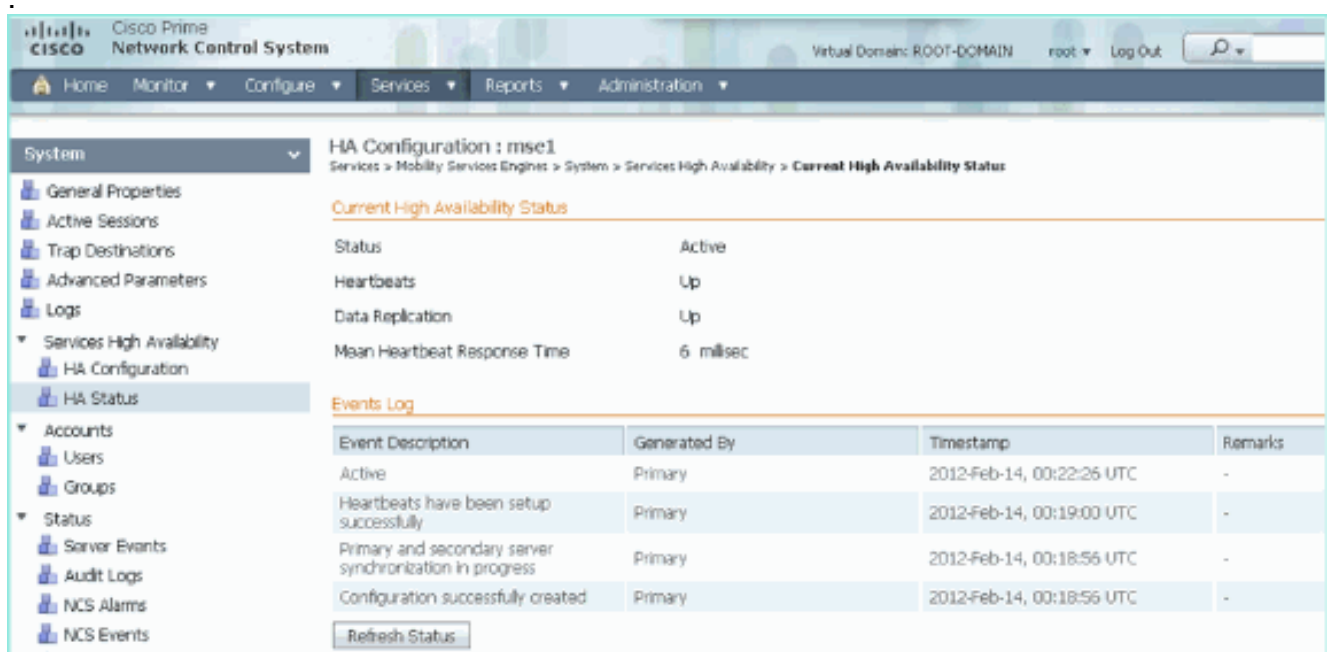 .
Cisco Prime
CISCO Network Control System
Virtual Domain: ROOT-DOMAIN root Log Out
Home Monitor Configure Services Reports Administration
System
General Properties
Active Sessions
Trap Destinations
Advanced Parameters
Logs
Services High Availability
HA Configuration
HA Status
Accounts
Users
Groups
Status
Server Events
Audit Logs
NCS Alarms
NCS Events
HA Configuration : mse1
Services > Mobility Services Engines > System > Services High Availability > Current High Availability Status
Current High Availability Status
Status Active
Heartbeats Up
Data Replication Up
Mean Heartbeat Response Time 6 millisec
Events Log
Event Description Generated By Timestamp Remarks
Active Primary 2012-Feb-14, 00:22:26 UTC -
Heartbeats have been setup
successfully Primary 2012-Feb-14, 00:19:00 UTC -
Primary and secondary server
synchronization in progress Primary 2012-Feb-14, 00:18:56 UTC -
Configuration successfully created Primary 2012-Feb-14, 00:18:56 UTC -
Refresh Status